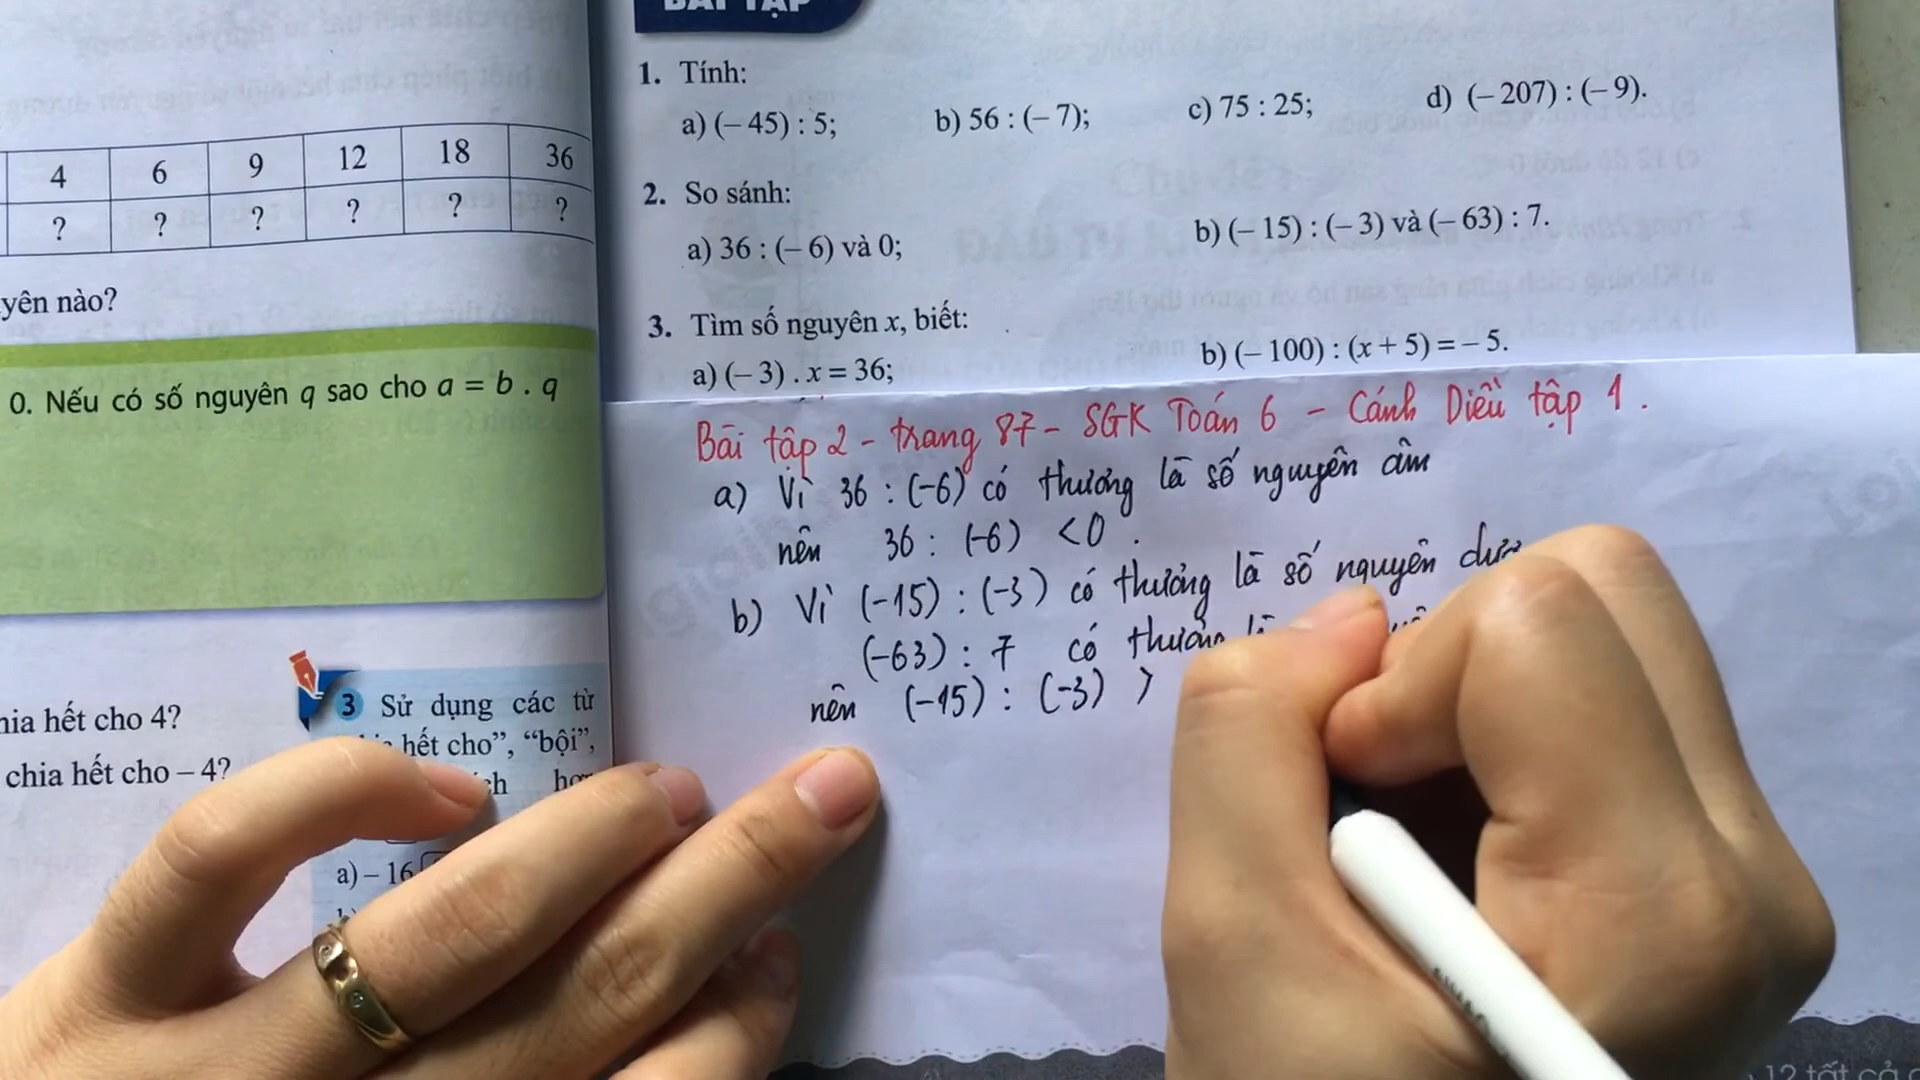 BÀI TẬP
1. Tính:
a) (– 45) : 5; b) 56 : (– 7); c) 75 : 25; d) (– 207) : (– 9).
2. So sánh:
a) 36 : (– 6) và 0; b) (– 15) : (– 3) và (– 63) : 7.
3. Tìm số nguyên x, biết:
a) (– 3) . x = 36; b) (– 100) : (x + 5) = – 5.
4 6 9 12 18 36
? ? ? ? ? ?
yên nào?
0. Nếu có số nguyên q sao cho a = b . q
hia hết cho 4?
chia hết cho – 4?
3 Sử dụng các từ
hết cho”, “bội”,
a) – 16
Bài tập 2 - trang 87 - SGK Toán 6 - Cánh Diều tập 1.
a) Vì 36 : (-6) có thương là số nguyên âm
nên 36 : (-6) < 0.
b) Vì (-15) : (-3) có thương là số nguyên
(-63) : 7 có thương
nên (-15) : (-3) >
12 tất cả